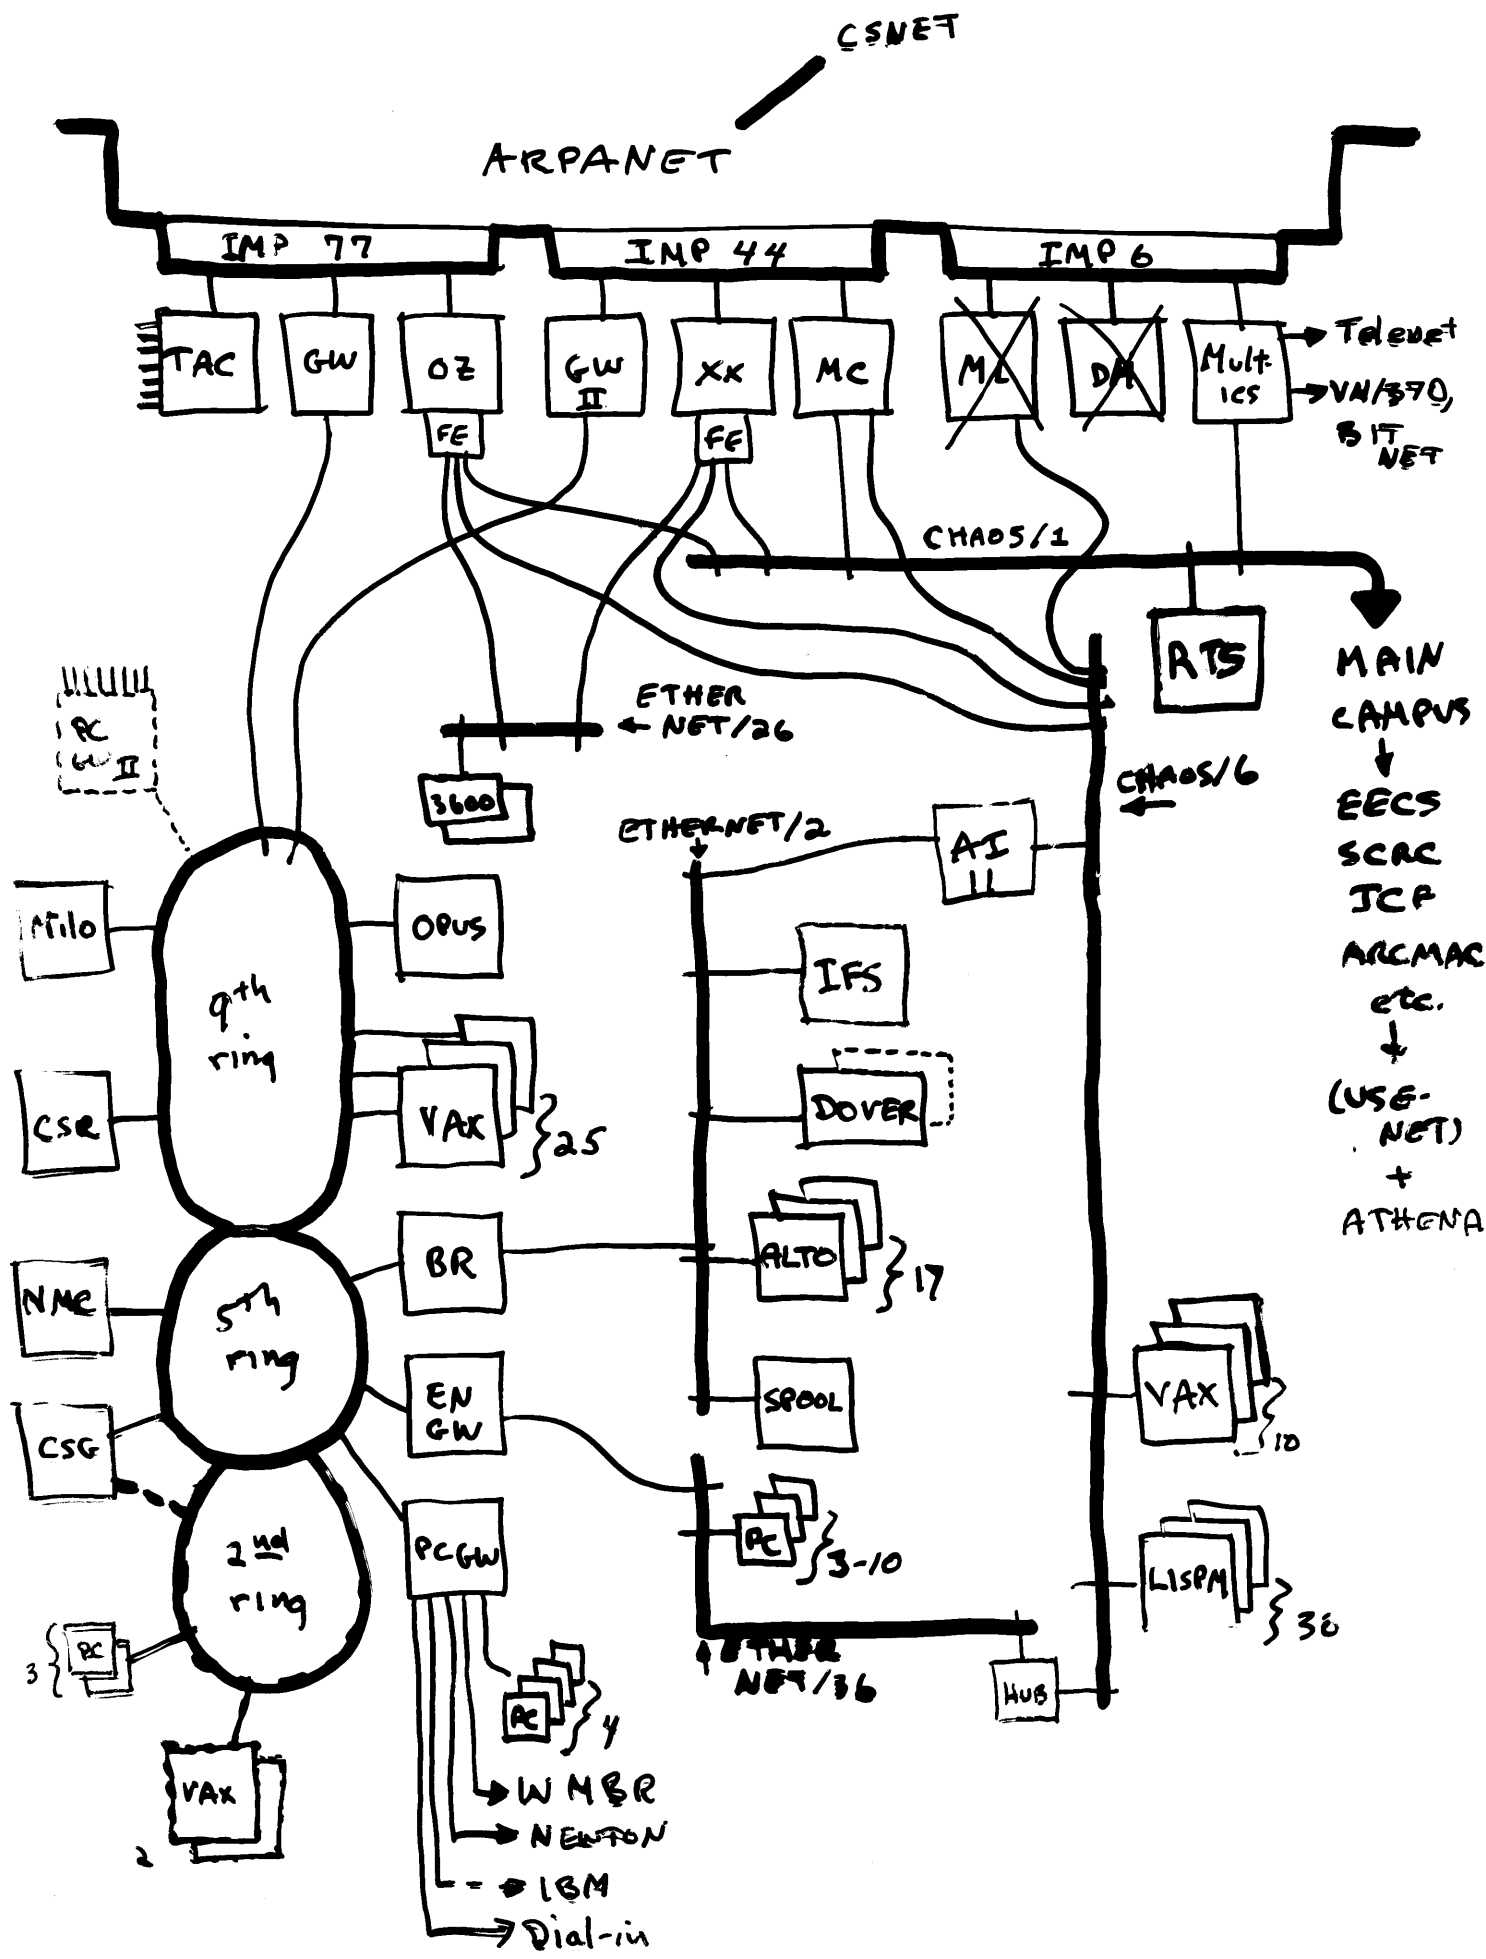 CSNET
ARPANET
IMP 77
IMP 44
IMP 6
TAC
GW
OZ
GW
II
XX
MC
ML
DM
Mult-
ics
Telenet
VM/370,
BIT
NET
FE
FE
CHAOS/1
RTS
MAIN
CAMPUS
EECS
SCRC
JCF
ARCMAC
etc.
(USE-
NET)
+
ATHENA
ETHER
NET/26
3600
PC
GW II
CHAOS/6
ETHERNET/2
AI
Milo
9th
ring
OPUS
IFS
CSR
VAX
25
DOVER
NMC
5th
ring
BR
ALTO
17
EN
GW
SPOOL
VAX
10
CSG
2nd
ring
PCGW
PC
3-10
LISPM
30
3
PC
ETHER
NET/36
HUB
PC
4
VAX
2
WMBR
NEWTON
IBM
Dial-in